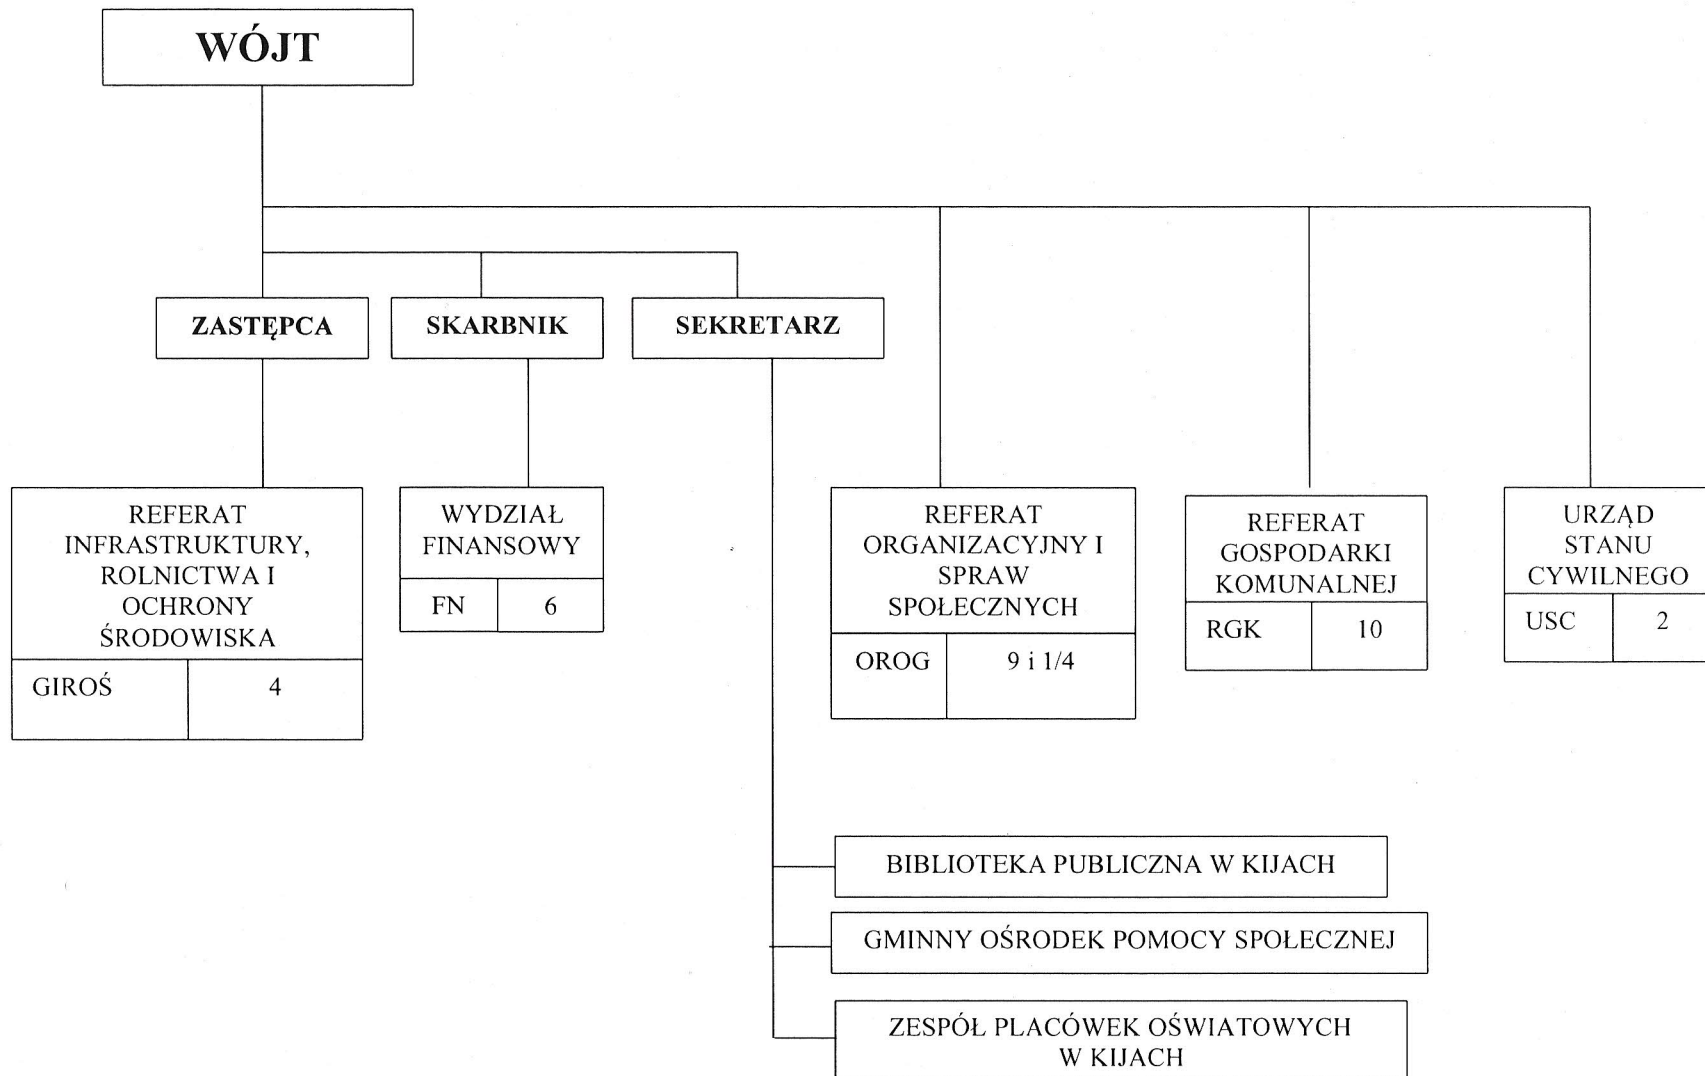 WÓJT
ZASTĘPCA
SKARBNIK
SEKRETARZ
REFERAT
INFRASTRUKTURY,
ROLNICTWA I
OCHRONY
ŚRODOWISKA
GIROŚ 4
WYDZIAŁ
FINANSOWY
FN 6
REFERAT
ORGANIZACYJNY I
SPRAW
SPOŁECZNYCH
OROG 9 i 1/4
REFERAT
GOSPODARKI
KOMUNALNEJ
RGK 10
URZĄD
STANU
CYWILNEGO
USC 2
BIBLIOTEKA PUBLICZNA W KIJACH
GMINNY OŚRODEK POMOCY SPOŁECZNEJ
ZESPÓŁ PLACÓWEK OŚWIATOWYCH
W KIJACH